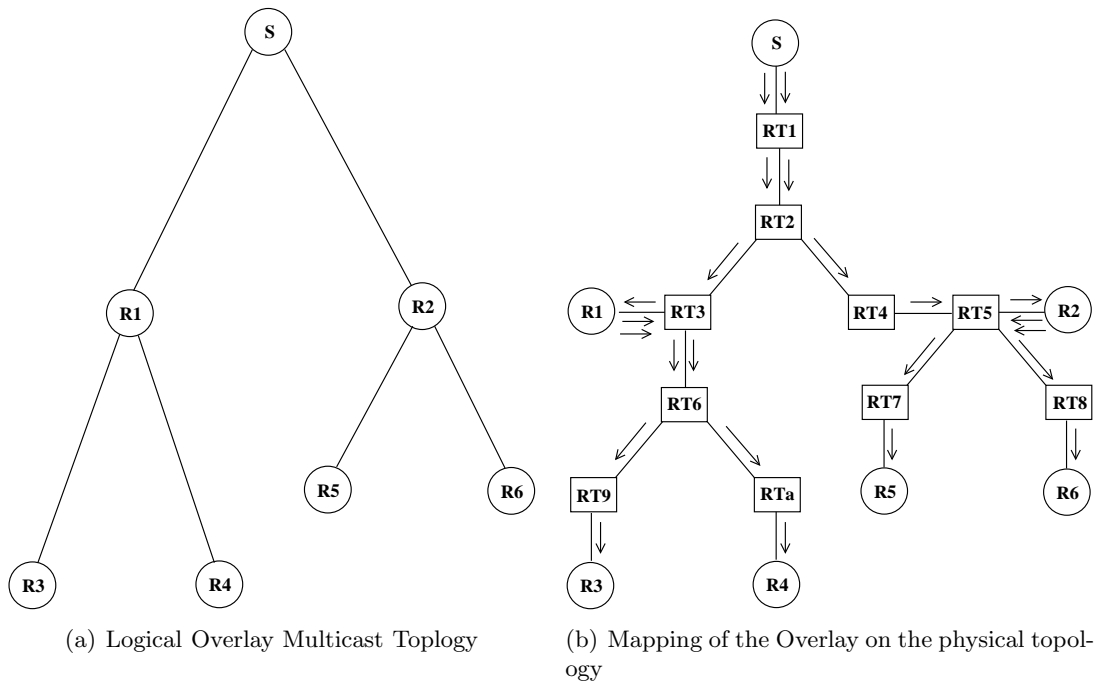 S
R1
R2
R5
R6
R3
R4
(a) Logical Overlay Multicast Toplogy
S
RT1
RT2
R1
RT3
RT4
RT5
R2
RT6
RT7
RT8
RT9
RTa
R5
R6
R3
R4
(b) Mapping of the Overlay on the physical topol-
ogy